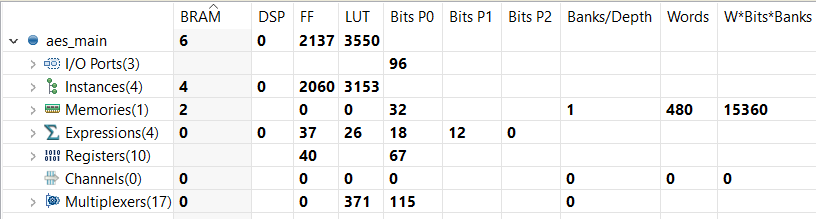 BRAM DSP FF LUT Bits P0 Bits P1 Bits P2 Banks/Depth Words W*Bits*Banks
aes_main 6 0 2137 3550
I/O Ports(3) 96
Instances(4) 4 0 2060 3153
Memories(1) 2 0 0 32 1 480 15360
Expressions(4) 0 0 37 26 18 12 0
Registers(10) 40 67
Channels(0) 0 0 0 0 0 0 0
Multiplexers(17) 0 0 371 115 0